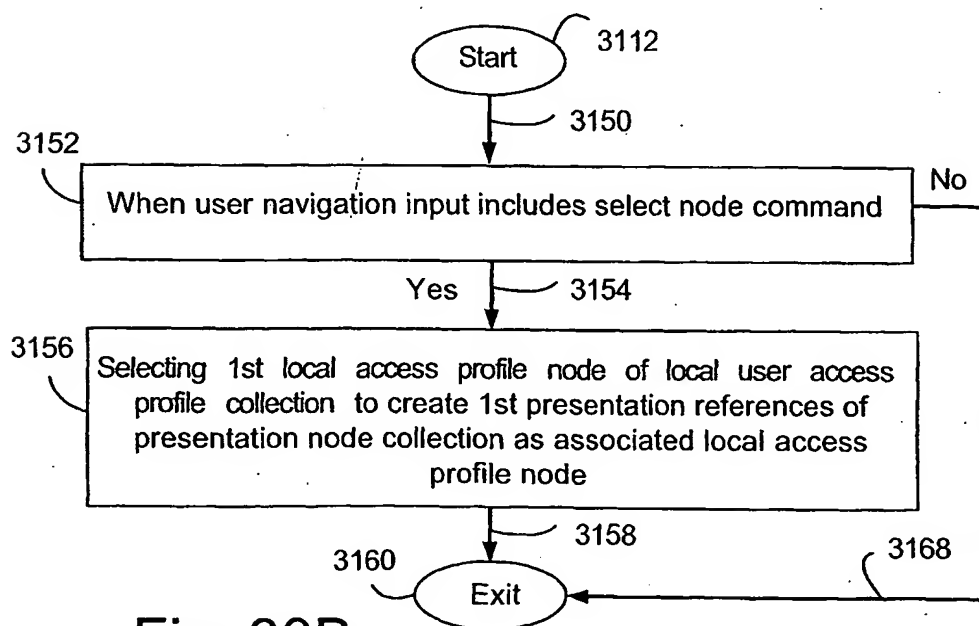 Start
3112
3150
3152
When user navigation input includes select node command
No
Yes
3154
3156
Selecting 1st local access profile node of local user access
profile collection to create 1st presentation references of
presentation node collection as associated local access
profile node
3158
3160
Exit
3168